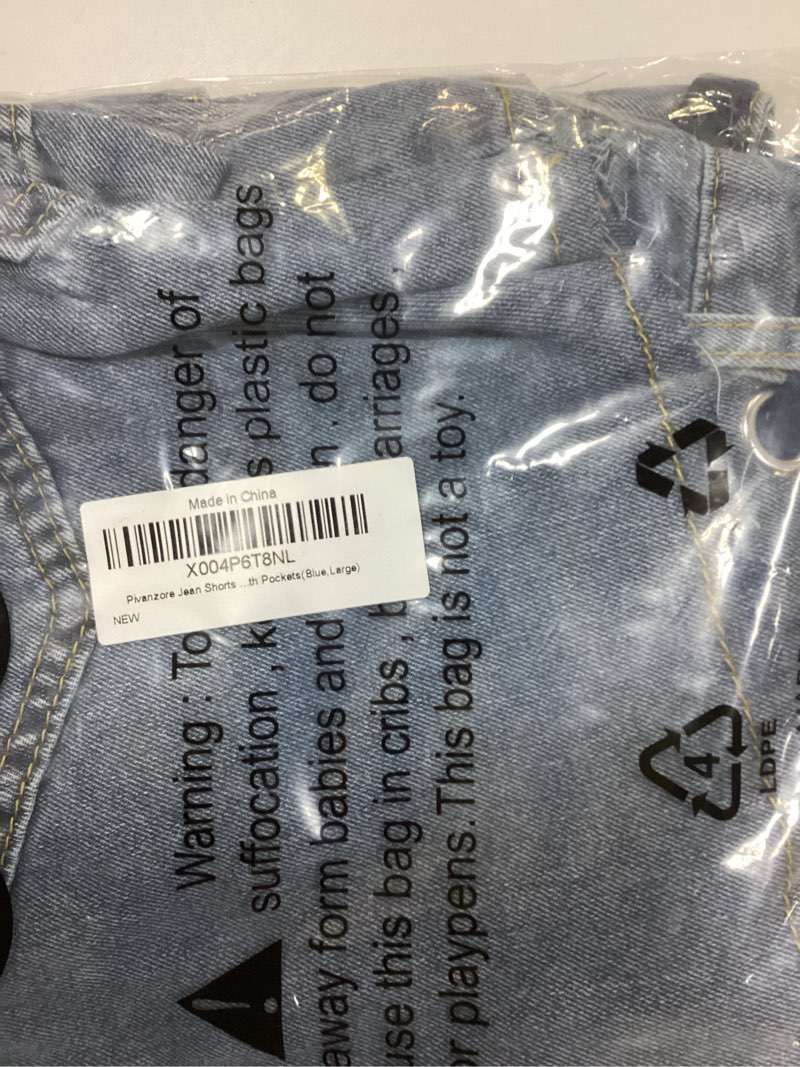 Made in China
X004P6T8NL
Pivanzore Jean Shorts ...th Pockets(Blue,Large)
NEW
Warning : To danger of
suffocation , s plastic bags
away form babies and n . do not
use this bag in cribs , arriages
or playpens.This bag is not a toy.
4
LDPE